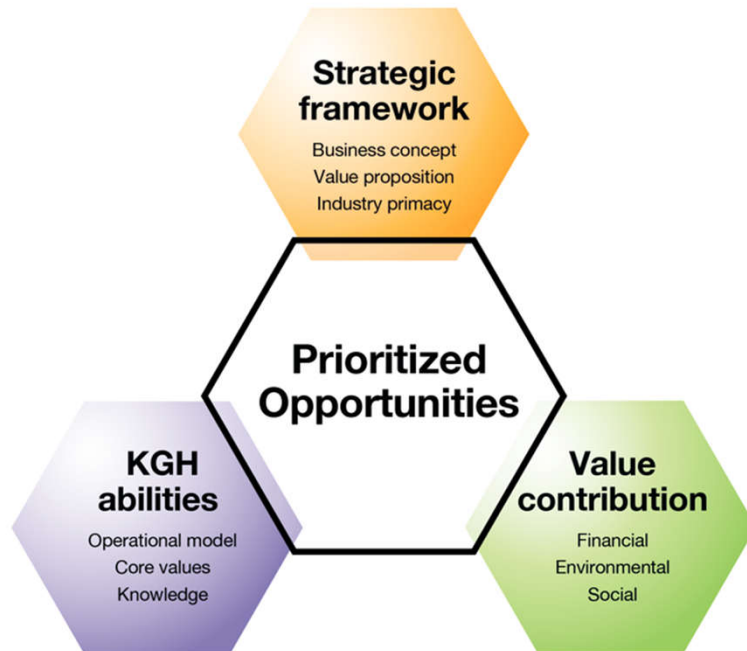 Strategic
framework
Business concept
Value proposition
Industry primacy
Prioritized
Opportunities
KGH
abilities
Operational model
Core values
Knowledge
Value
contribution
Financial
Environmental
Social